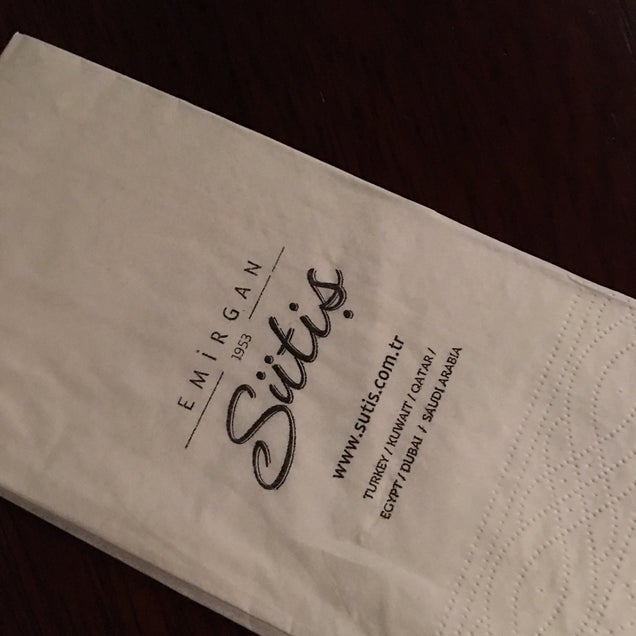 EMİRGAN
1953
Sütiş
www.sutis.com.tr
TURKEY / KUWAIT / QATAR /
EGYPT / DUBAI / SAUDI ARABIA